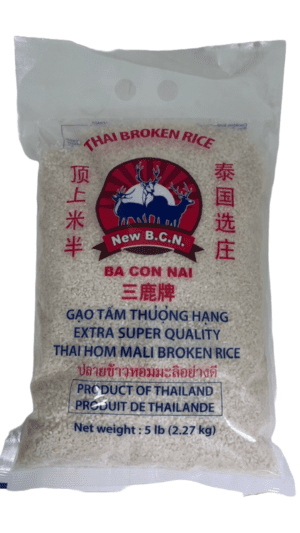 THAI BROKEN RICE
顶上米半
泰国选庄
New B.C.N.
BA CON NAI
三鹿牌
GẠO TẤM THƯỢNG HẠNG
EXTRA SUPER QUALITY
THAI HOM MALI BROKEN RICE
ปลายข้าวหอมมะลิอย่างดี
PRODUCT OF THAILAND
PRODUIT DE THAILANDE
Net weight : 5 lb (2.27 kg)